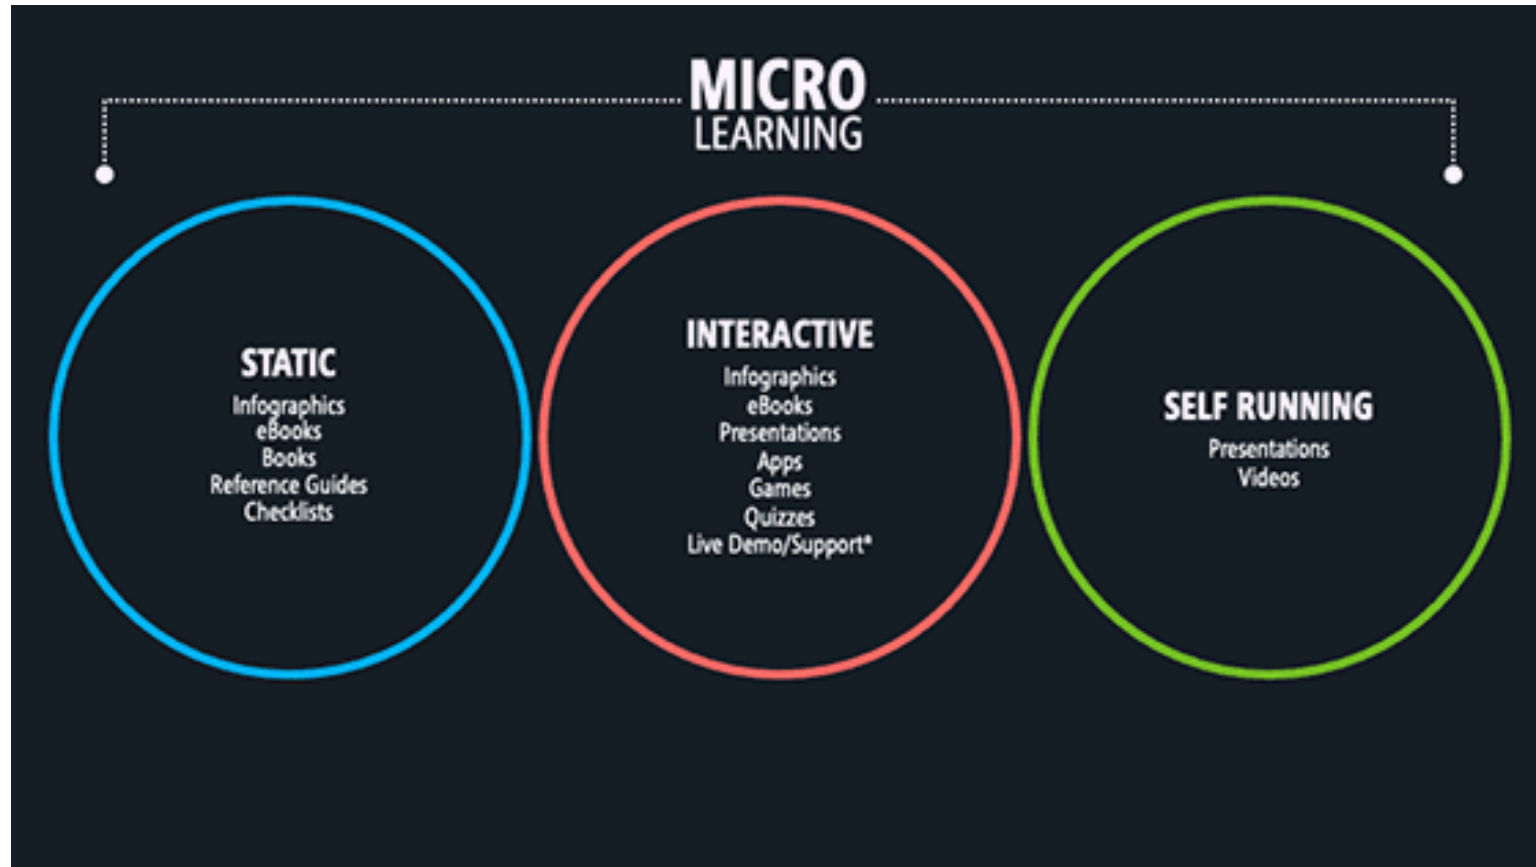 MICRO
LEARNING
STATIC
Infographics
eBooks
Books
Reference Guides
Checklists
INTERACTIVE
Infographics
eBooks
Presentations
Apps
Games
Quizzes
Live Demo/Support*
SELF RUNNING
Presentations
Videos